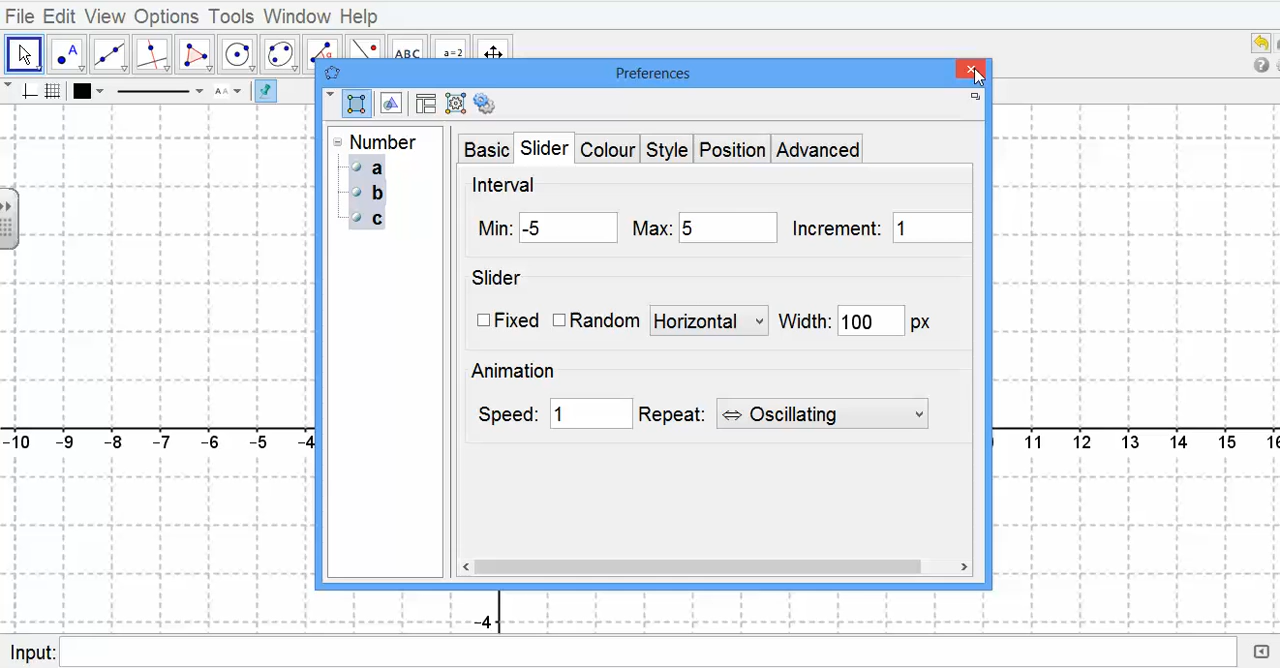 File Edit View Options Tools Window Help
ABC a=2
Preferences
AA
Number
a
b
c
Basic Slider Colour Style Position Advanced
Interval
Min: -5 Max: 5 Increment: 1
Slider
Fixed Random Horizontal Width: 100 px
Animation
Speed: 1 Repeat: ⇔ Oscillating
-10 -9 -8 -7 -6 -5 -4 11 12 13 14 15 16
-4
Input: